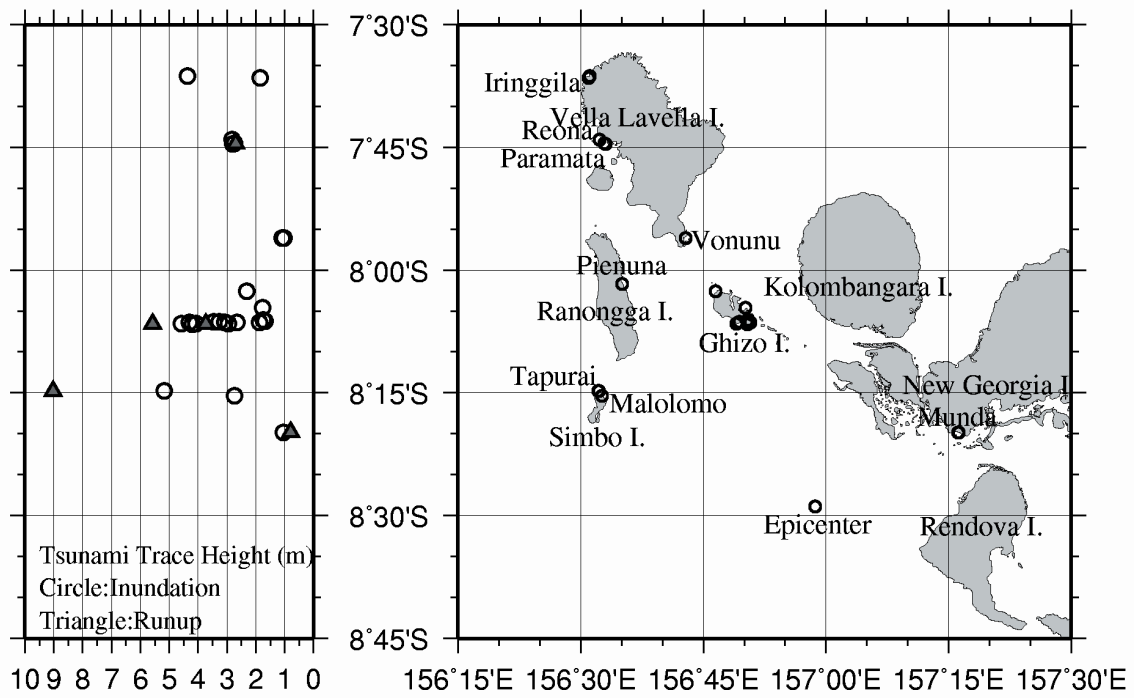 7°30'S
Iringgila
Vella Lavella I.
Reona
7°45'S
Paramata
Vonunu
8°00'S
Pienuna
Kolombangara I.
Ranongga I.
Ghizo I.
Tapurai
New Georgia I
8°15'S
Malolomo
Munda
Simbo I.
8°30'S
Epicenter
Rendova I.
Tsunami Trace Height (m)
Circle:Inundation
Triangle:Runup
8°45'S
10 9 8 7 6 5 4 3 2 1 0
156°15'E 156°30'E 156°45'E 157°00'E 157°15'E 157°30'E